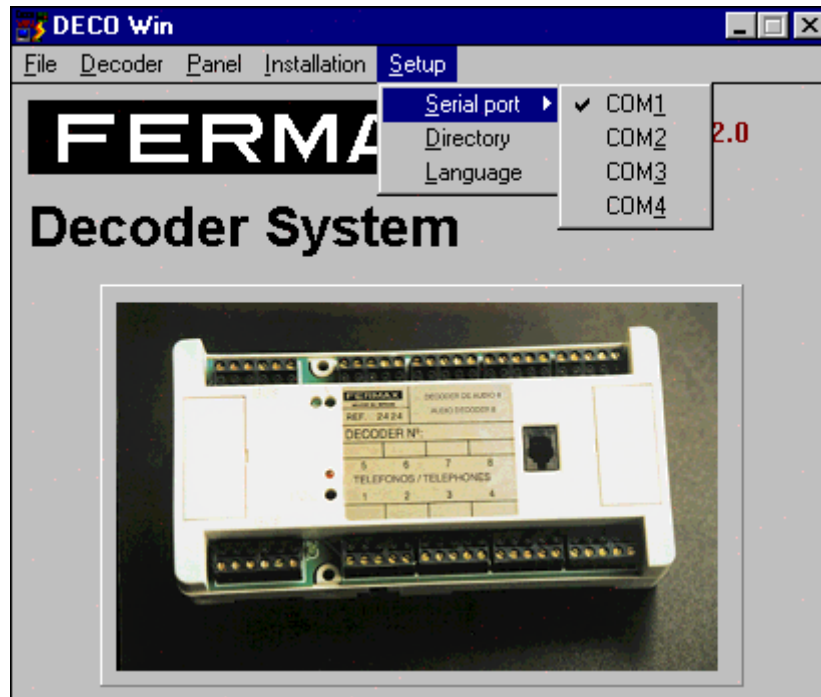 DECO Win
File Decoder Panel Installation Setup
Serial port
Directory
Language
COM1
COM2
COM3
COM4
FERMA
2.0
Decoder System
FERMAX
DECODER DE AUDIO 8
AUDIO DECODER 8
REF. 2424
DECODER Nº:
5 6 7 8
TELEFONOS / TELEPHONES
1 2 3 4